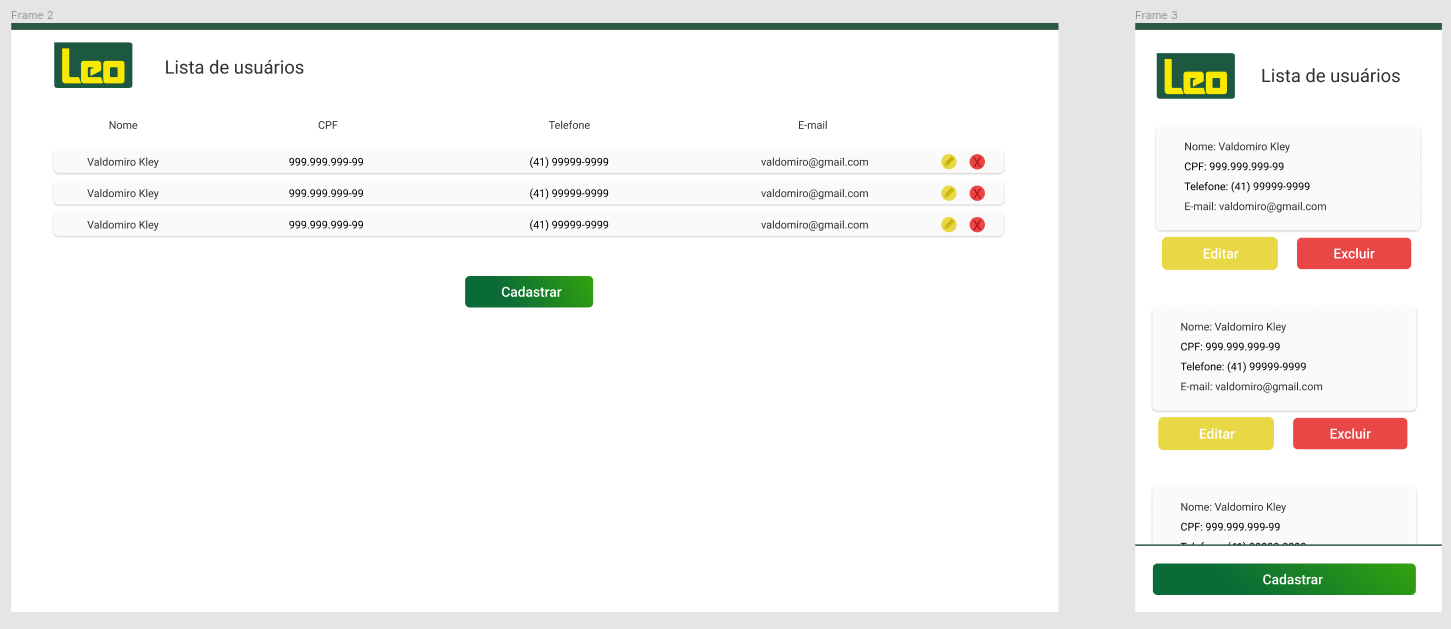 Frame 2
Leo
Lista de usuários
Nome CPF Telefone E-mail
Valdomiro Kley 999.999.999-99 (41) 99999-9999 valdomiro@gmail.com X
Valdomiro Kley 999.999.999-99 (41) 99999-9999 valdomiro@gmail.com X
Valdomiro Kley 999.999.999-99 (41) 99999-9999 valdomiro@gmail.com X
Cadastrar
Frame 3
Leo
Lista de usuários
Nome: Valdomiro Kley
CPF: 999.999.999-99
Telefone: (41) 99999-9999
E-mail: valdomiro@gmail.com
Editar Excluir
Nome: Valdomiro Kley
CPF: 999.999.999-99
Telefone: (41) 99999-9999
E-mail: valdomiro@gmail.com
Editar Excluir
Nome: Valdomiro Kley
CPF: 999.999.999-99
Telefone: (41) 99999-9999
Cadastrar